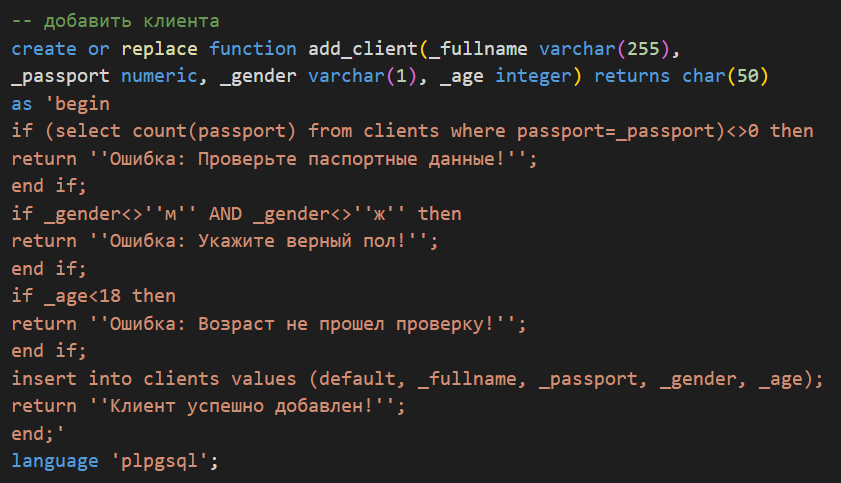 -- добавить клиента
create or replace function add_client(_fullname varchar(255),
_passport numeric, _gender varchar(1), _age integer) returns char(50)
as 'begin
if (select count(passport) from clients where passport=_passport)<>0 then
return ''Ошибка: Проверьте паспортные данные!'';
end if;
if _gender<>''м'' AND _gender<>''ж'' then
return ''Ошибка: Укажите верный пол!'';
end if;
if _age<18 then
return ''Ошибка: Возраст не прошел проверку!'';
end if;
insert into clients values (default, _fullname, _passport, _gender, _age);
return ''Клиент успешно добавлен!'';
end;'
language 'plpgsql';